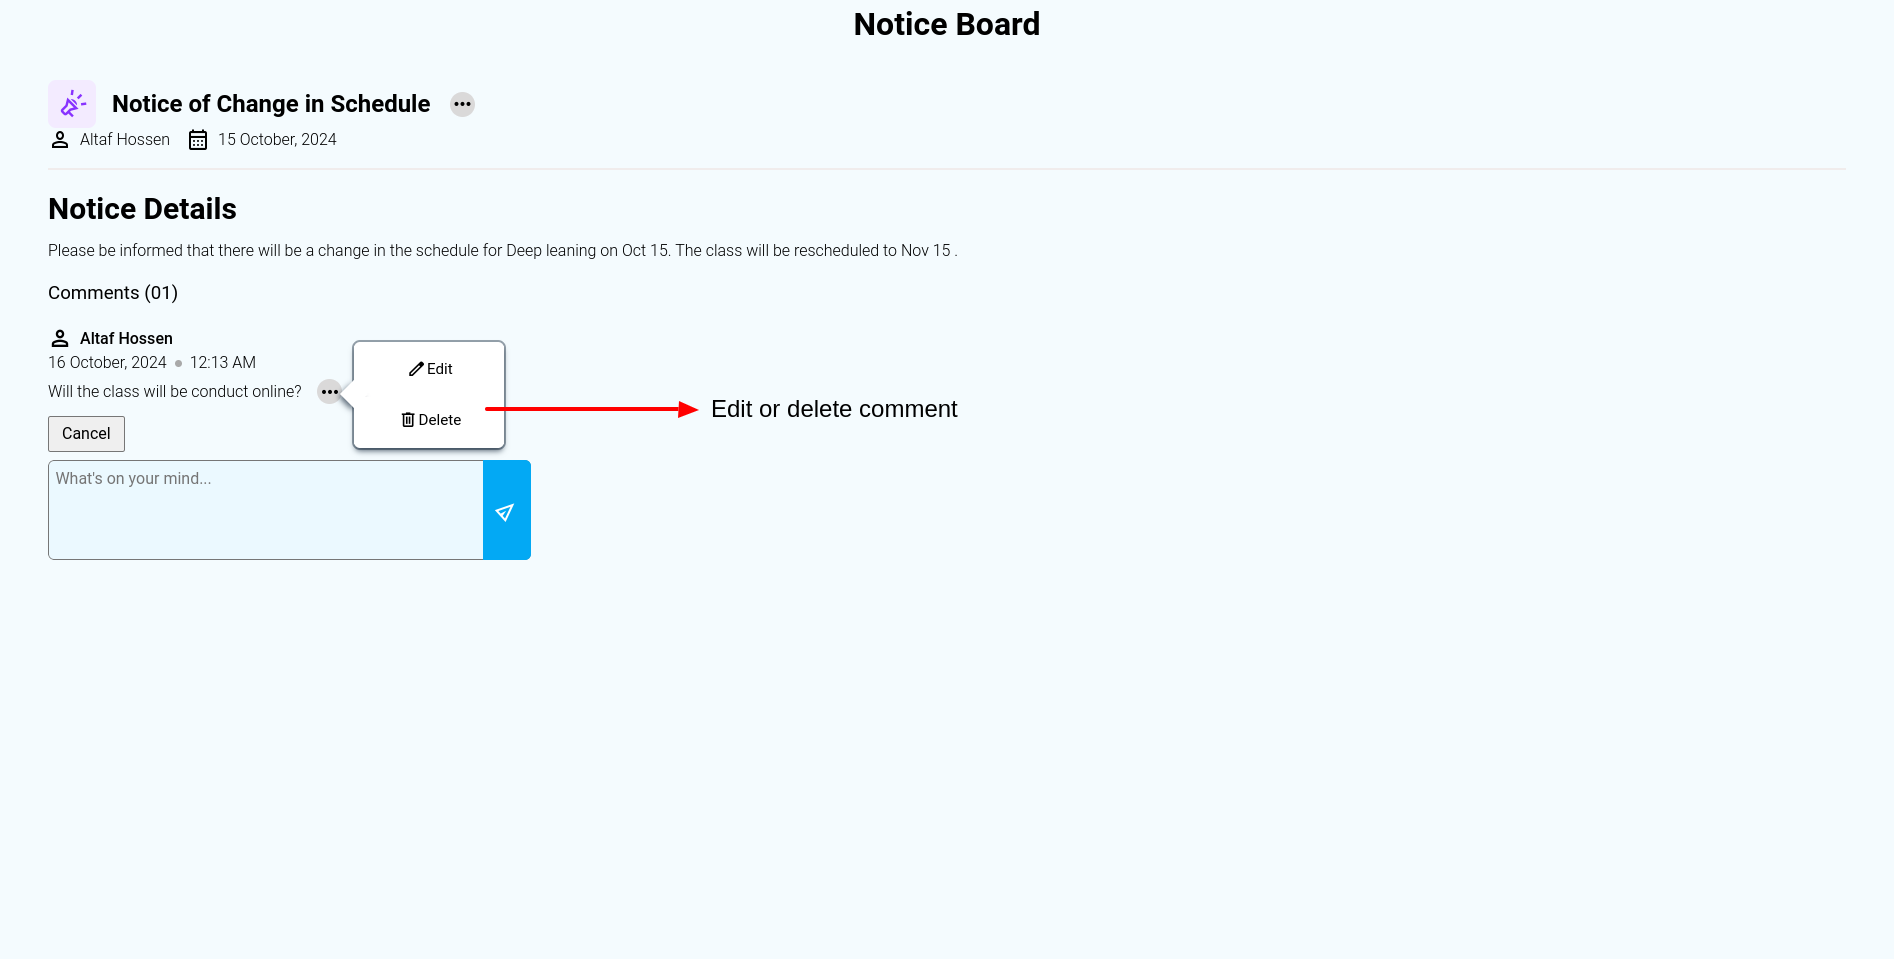 Notice Board
Notice of Change in Schedule
Altaf Hossen 15 October, 2024
Notice Details
Please be informed that there will be a change in the schedule for Deep leaning on Oct 15. The class will be rescheduled to Nov 15 .
Comments (01)
Altaf Hossen
16 October, 2024 12:13 AM
Will the class will be conduct online?
Edit
Delete
Edit or delete comment
Cancel
What's on your mind...